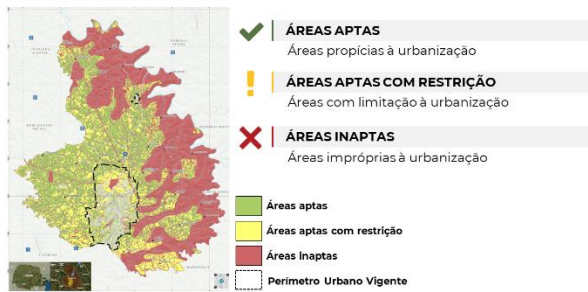 ÁREAS APTAS
Áreas propícias à urbanização
ÁREAS APTAS COM RESTRIÇÃO
Áreas com limitação à urbanização
ÁREAS INAPTAS
Áreas impróprias à urbanização
Áreas aptas
Áreas aptas com restrição
Áreas Inaptas
Perímetro Urbano Vigente